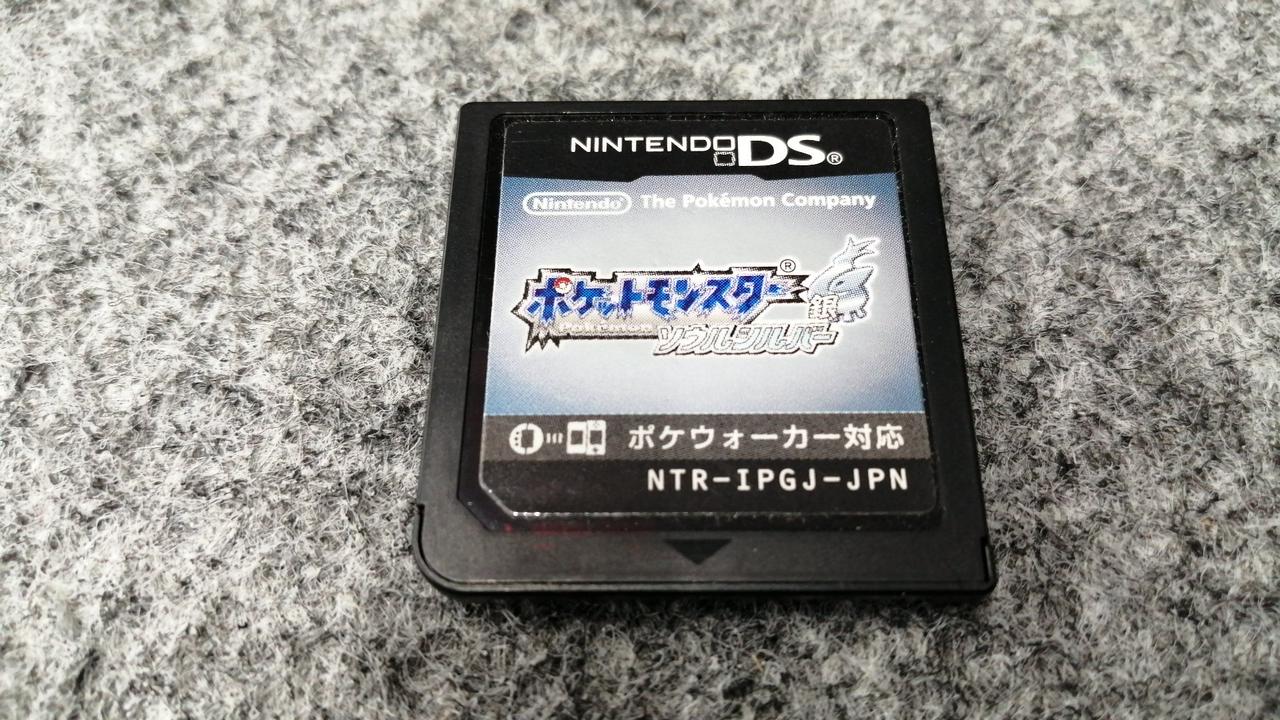 NINTENDO DS®
Nintendo® The Pokémon Company
ポケットモンスター®
Pokémon
銀
ソウルシルバー
ポケウォーカー対応
NTR-IPGJ-JPN